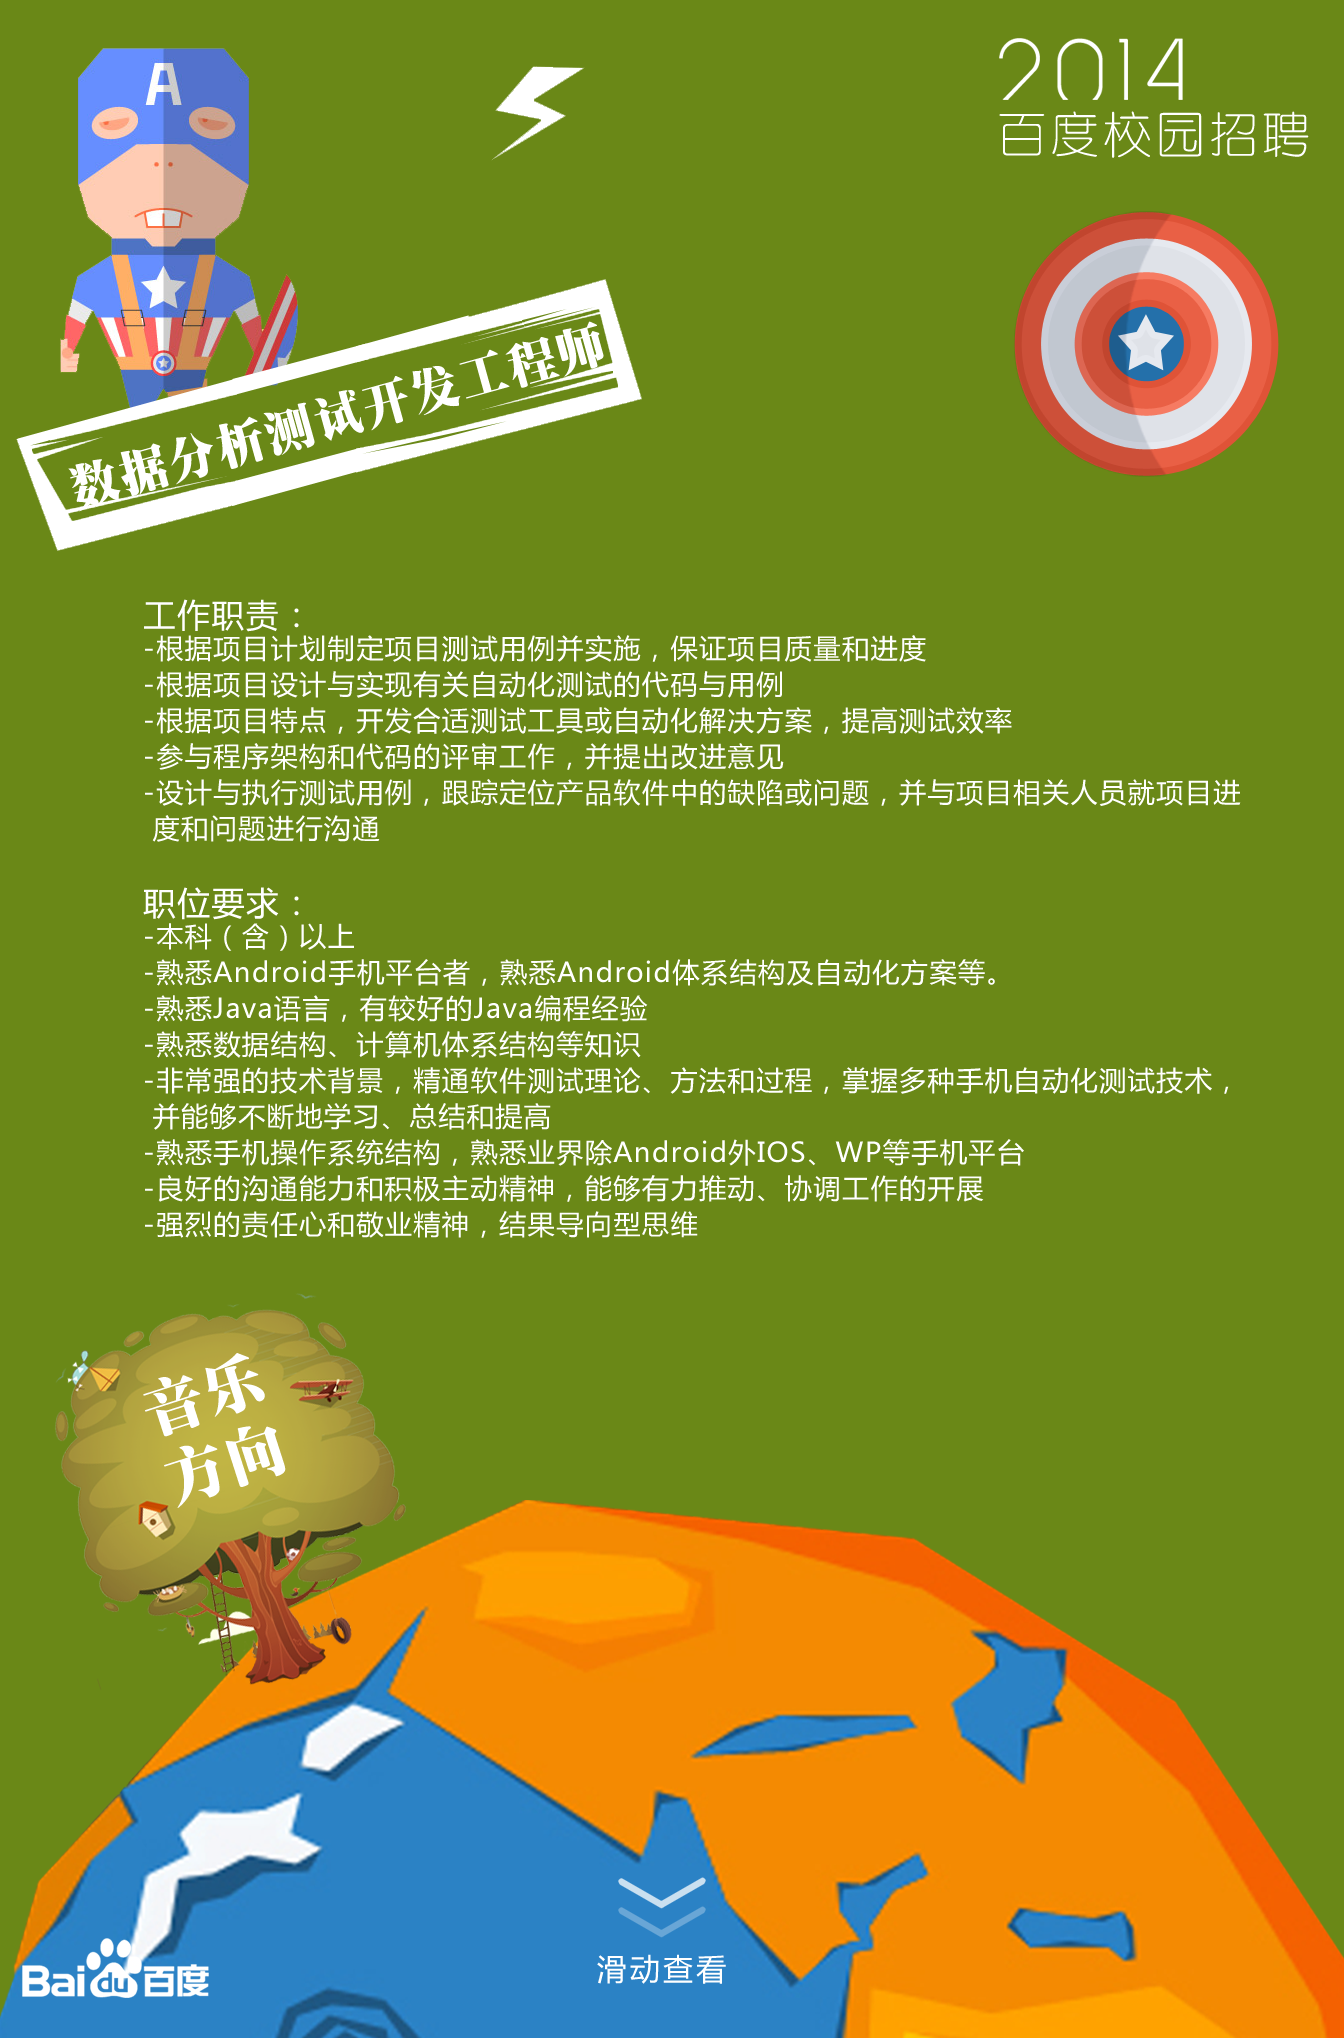 A
2014
百度校园招聘
数据分析测试开发工程师
工作职责：
-根据项目计划制定项目测试用例并实施，保证项目质量和进度
-根据项目设计与实现有关自动化测试的代码与用例
-根据项目特点，开发合适测试工具或自动化解决方案，提高测试效率
-参与程序架构和代码的评审工作，并提出改进意见
-设计与执行测试用例，跟踪定位产品软件中的缺陷或问题，并与项目相关人员就项目进
度和问题进行沟通
职位要求：
-本科（含）以上
-熟悉Android手机平台者，熟悉Android体系结构及自动化方案等。
-熟悉Java语言，有较好的Java编程经验
-熟悉数据结构、计算机体系结构等知识
-非常强的技术背景，精通软件测试理论、方法和过程，掌握多种手机自动化测试技术，
并能够不断地学习、总结和提高
-熟悉手机操作系统结构，熟悉业界除Android外IOS、WP等手机平台
-良好的沟通能力和积极主动精神，能够有力推动、协调工作的开展
-强烈的责任心和敬业精神，结果导向型思维
音乐
方向
滑动查看
Baidu百度